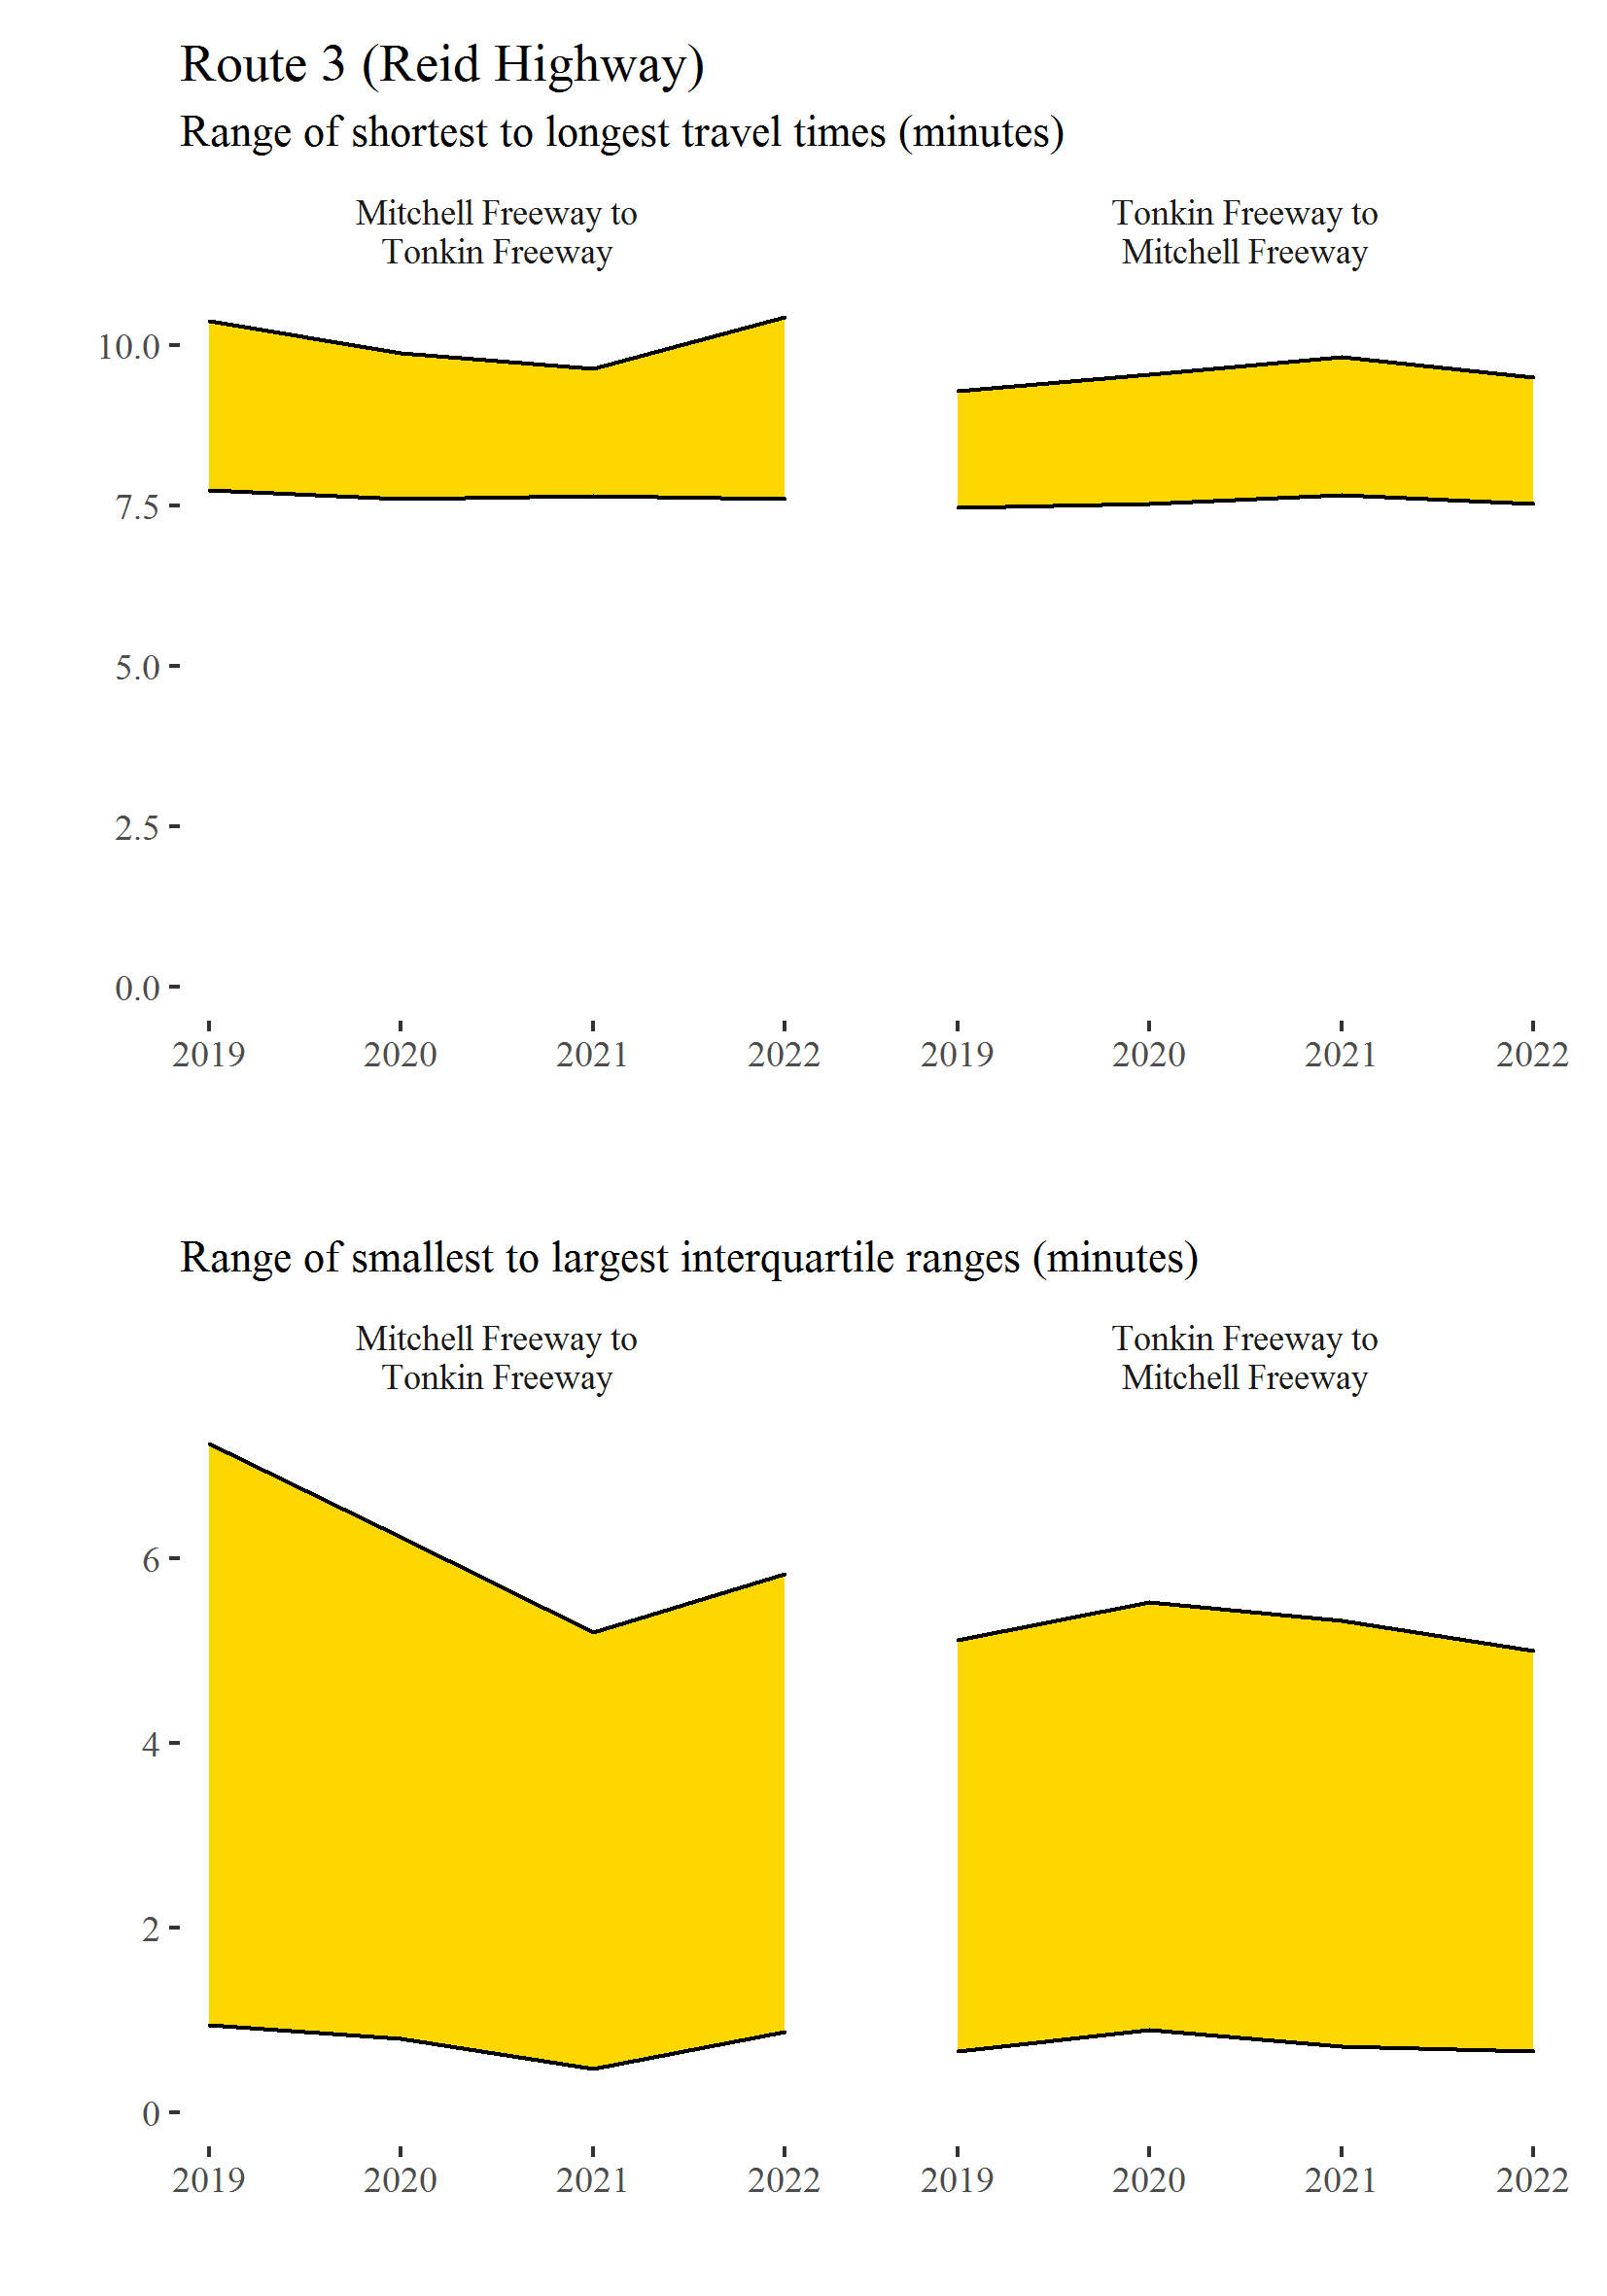 Route 3 (Reid Highway)
Range of shortest to longest travel times (minutes)
Mitchell Freeway to
Tonkin Freeway
Tonkin Freeway to
Mitchell Freeway
10.0
7.5
5.0
2.5
0.0
2019 2020 2021 2022 2019 2020 2021 2022
Range of smallest to largest interquartile ranges (minutes)
Mitchell Freeway to
Tonkin Freeway
Tonkin Freeway to
Mitchell Freeway
6
4
2
0
2019 2020 2021 2022 2019 2020 2021 2022